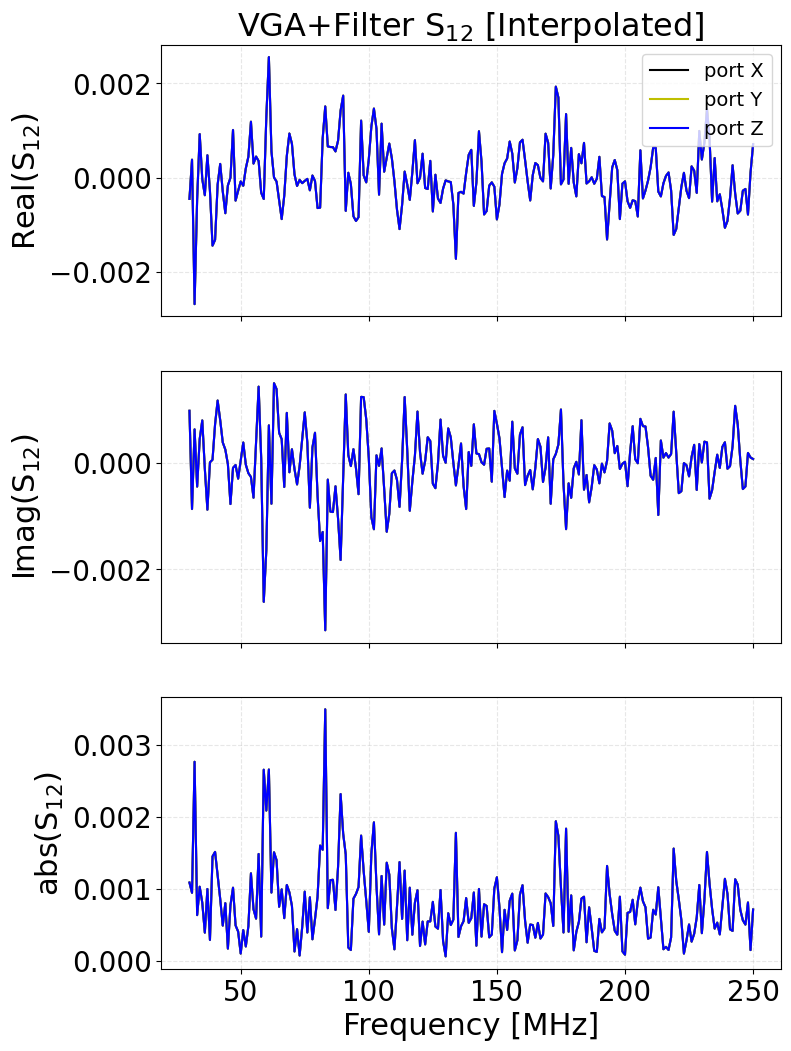 VGA+Filter S₁₂ [Interpolated]
Real(S₁₂)
0.002
0.000
−0.002
port X
port Y
port Z
Imag(S₁₂)
0.000
−0.002
abs(S₁₂)
0.003
0.002
0.001
0.000
50 100 150 200 250
Frequency [MHz]